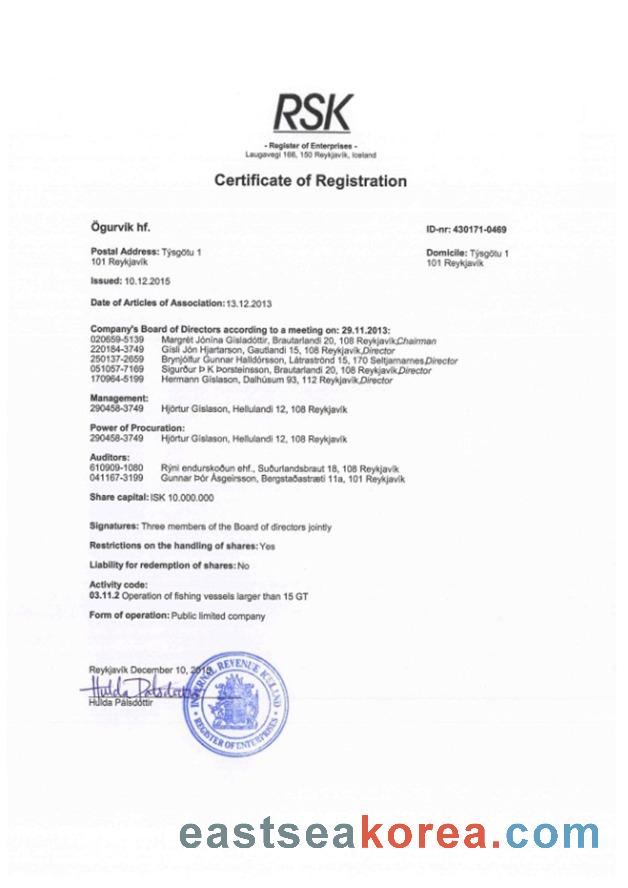 RSK
- Register of Enterprises -
Laugavegi 166, 150 Reykjavík, Iceland
Certificate of Registration
Ögurvík hf.
ID-nr: 430171-0469
Postal Address: Týsgötu 1
101 Reykjavík
Domicile: Týsgötu 1
101 Reykjavík
Issued: 10.12.2015
Date of Articles of Association: 13.12.2013
Company's Board of Directors according to a meeting on: 29.11.2013:
020659-5139 Margrét Jónína Gísladóttir, Brautarlandi 20, 108 Reykjavík,Chairman
220184-3749 Gísli Jón Hjartarson, Gautlandi 15, 108 Reykjavík,Director
250137-2659 Brynjólfur Gunnar Halldórsson, Látraströnd 15, 170 Seltjarnarnes,Director
051057-7169 Sigurður Þ K Þorsteinsson, Brautarlandi 20, 108 Reykjavík,Director
170964-5199 Hermann Gíslason, Dalhúsum 93, 112 Reykjavík,Director
Management:
290458-3749 Hjörtur Gíslason, Hellulandi 12, 108 Reykjavík
Power of Procuration:
290458-3749 Hjörtur Gíslason, Hellulandi 12, 108 Reykjavík
Auditors:
610909-1080 Rýni endurskoðun ehf., Suðurlandsbraut 18, 108 Reykjavík
041167-3199 Gunnar Þór Ásgeirsson, Bergstaðastræti 11a, 101 Reykjavík
Share capital: ISK 10.000.000
Signatures: Three members of the Board of directors jointly
Restrictions on the handling of shares: Yes
Liability for redemption of shares: No
Activity code:
03.11.2 Operation of fishing vessels larger than 15 GT
Form of operation: Public limited company
Reykjavík December 10, 2015
Hulda Pálsdóttir
Hulda Pálsdóttir
INTERNAL REVENUE ICELAND
REGISTER OF ENTERPRISES
eastseakorea.com